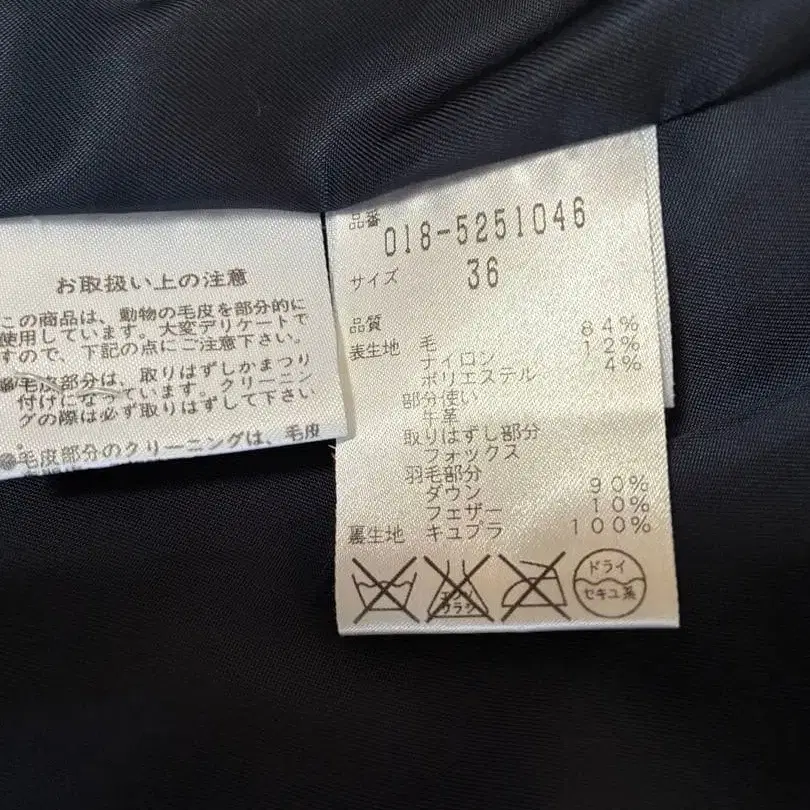 お取扱い上の注意
この商品は、動物の毛皮を部分的に
使用しています。大変デリケートで
すので、下記の点にご注意下さい。
毛皮部分は、取りはずしかまつり
付けになっています。クリーニン
グの際は必ず取りはずして下さい
●毛皮部分のクリーニングは、毛皮
品番 018-5251046
サイズ 36
品質
表生地 毛 84%
ナイロン 12%
ポリエステル 4%
部分使い
牛革
取りはずし部分
フォックス
羽毛部分
ダウン 90%
フェザー 10%
裏生地 キュプラ 100%
エンソ
サラシ
ドライ
セキユ系